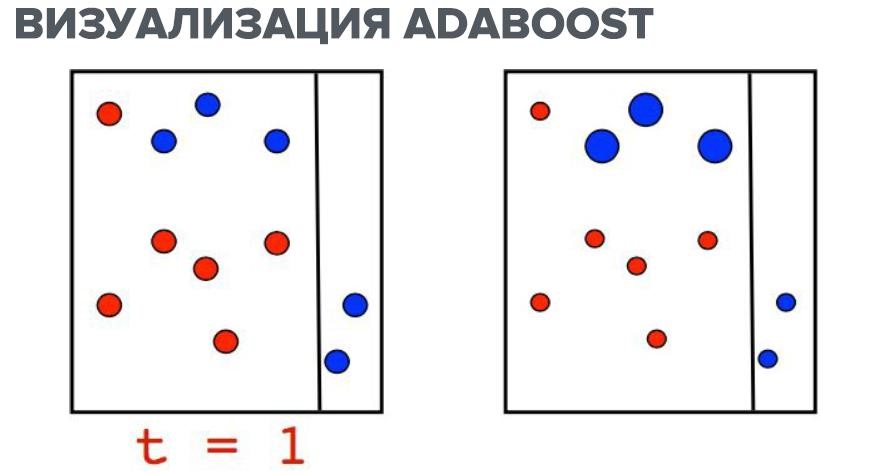 ВИЗУАЛИЗАЦИЯ ADABOOST
t = 1